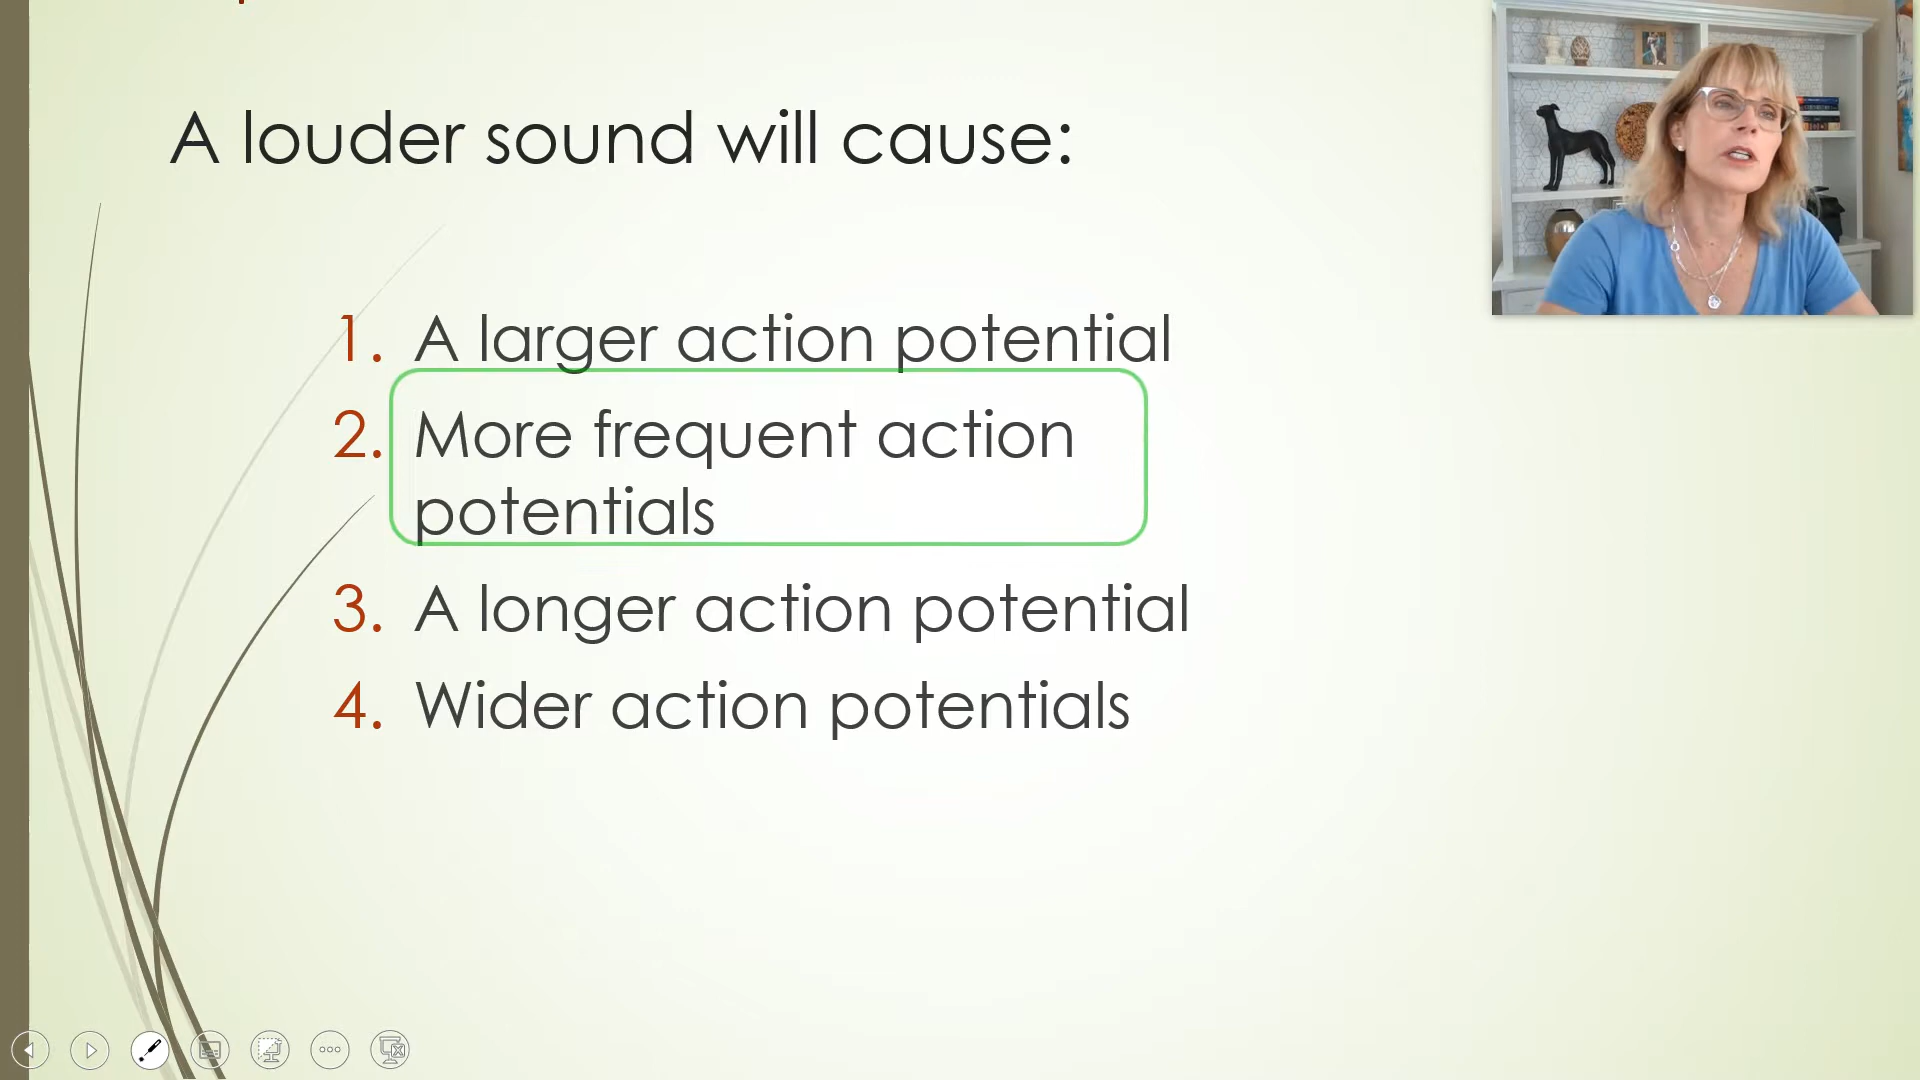 A louder sound will cause:
1. A larger action potential
2. More frequent action
potentials
3. A longer action potential
4. Wider action potentials